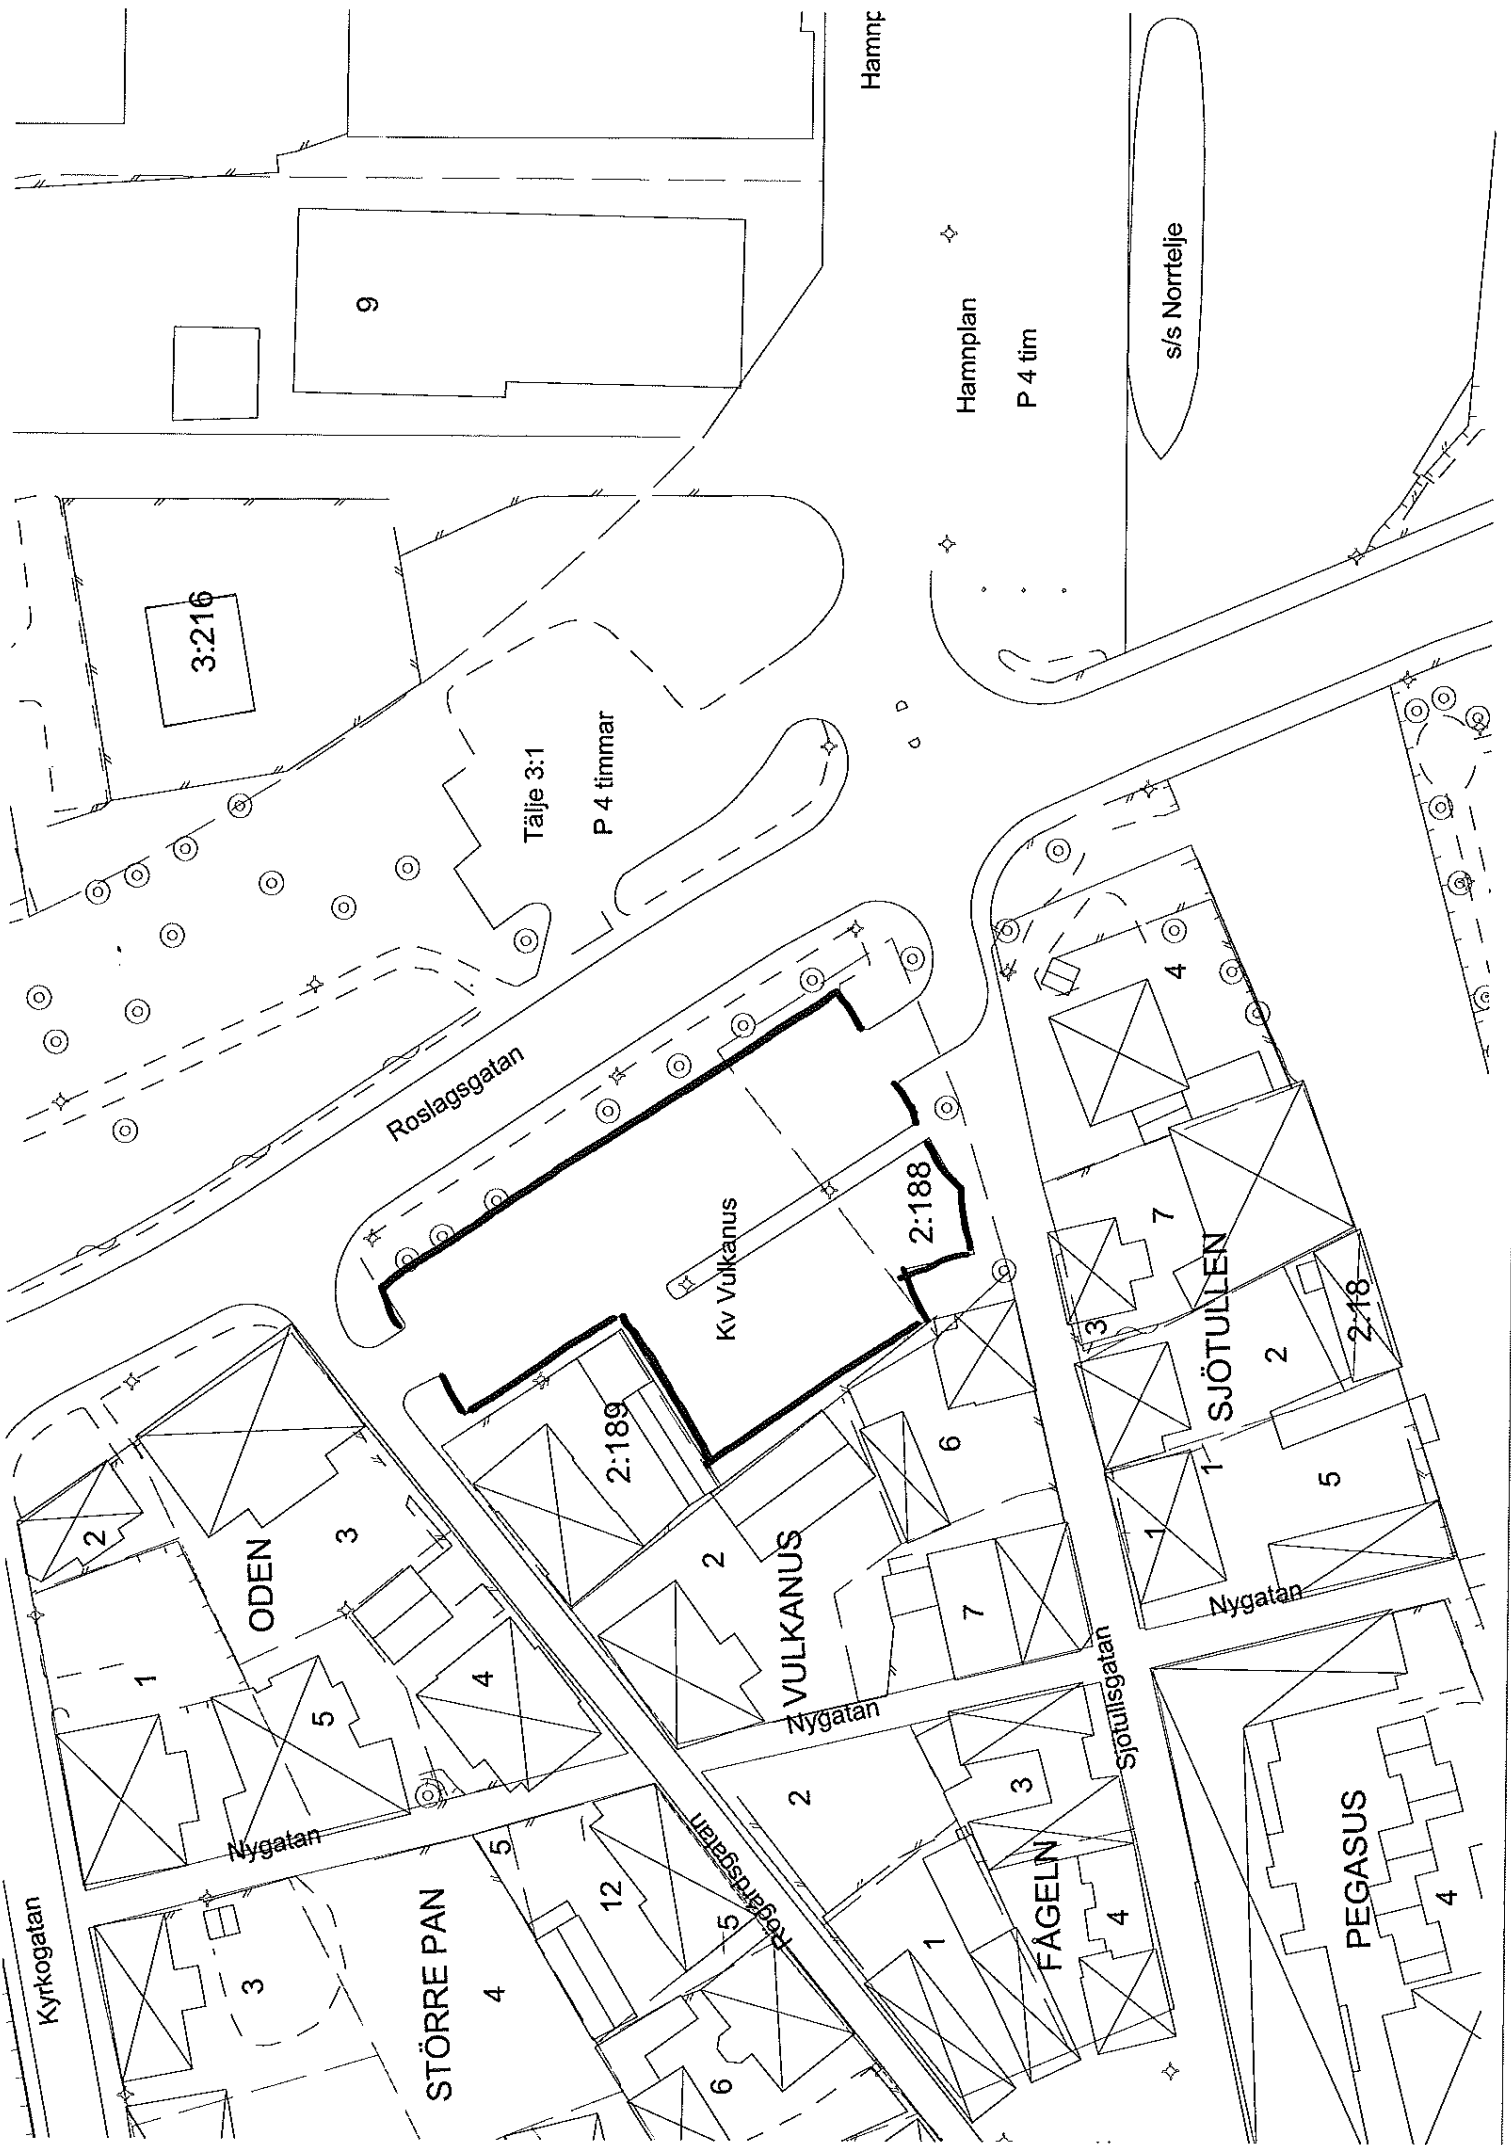 Hamnp
9
Hamnplan
P 4 tim
s/s Norrtelje
3:216
Tälje 3:1
P 4 timmar
Roslagsgatan
4
Kv Vulkanus
2:188
7
SJÖTULLEN
3
2:18
2
1
5
1
2:189
6
2
VULKANUS
7
Nygatan
Nygatan
Sjötullsgatan
2
ODEN
3
1
5
4
Nygatan
Kyrkogatan
3
STÖRRE PAN
4
5
12
5
6
Rögårdsgatan
2
3
1
FÅGELN
4
PEGASUS
4